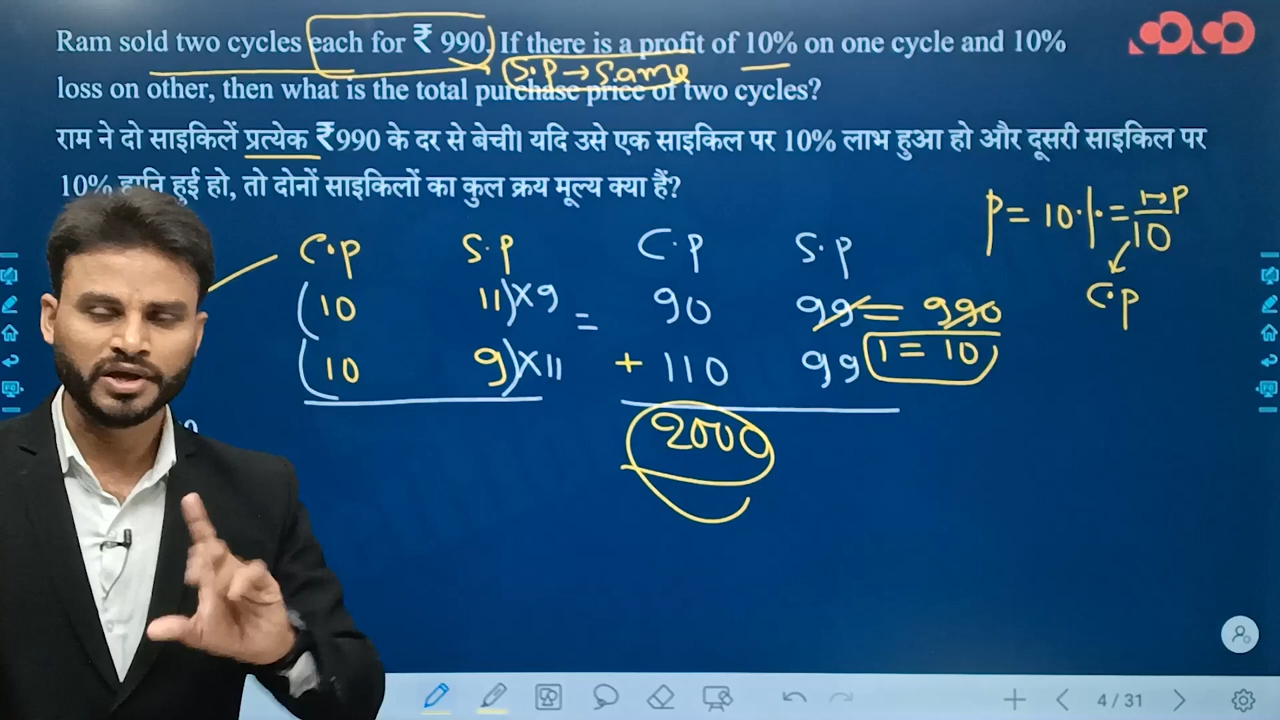 Ram sold two cycles each for ₹ 990. If there is a profit of 10% on one cycle and 10%
S.P → Same
loss on other, then what is the total purchase price of two cycles?
राम ने दो साइकिलें प्रत्येक ₹990 के दर से बेची। यदि उसे एक साइकिल पर 10% लाभ हुआ हो और दूसरी साइकिल पर
10% हानि हुई हो, तो दोनों साइकिलों का कुल क्रय मूल्य क्या हैं?
P = 10% = 1→P/10
C.P
C.P S.P C.P S.P
(10 11)×9 = 90 99 = 990
(10 9)×11 + 110 99 1 = 10
2000
4 / 31